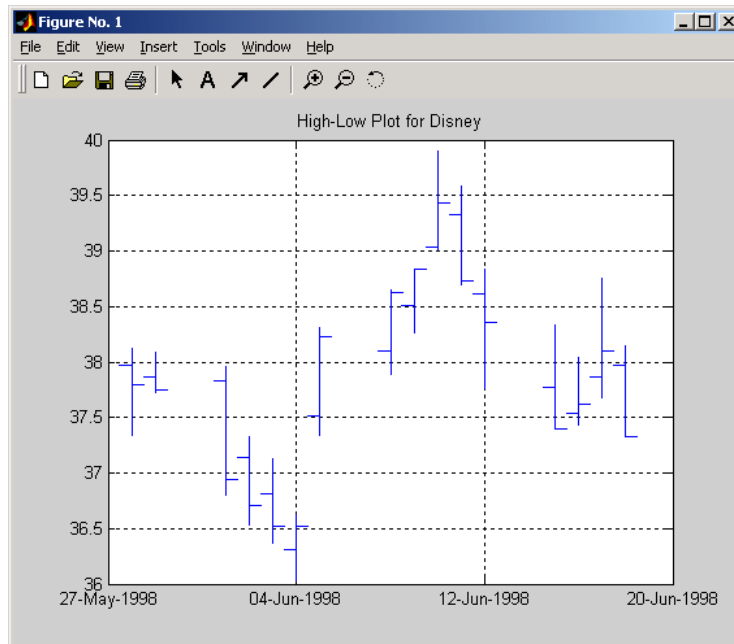 Figure No. 1
File Edit View Insert Tools Window Help
A
High-Low Plot for Disney
40
39.5
39
38.5
38
37.5
37
36.5
36
27-May-1998 04-Jun-1998 12-Jun-1998 20-Jun-1998